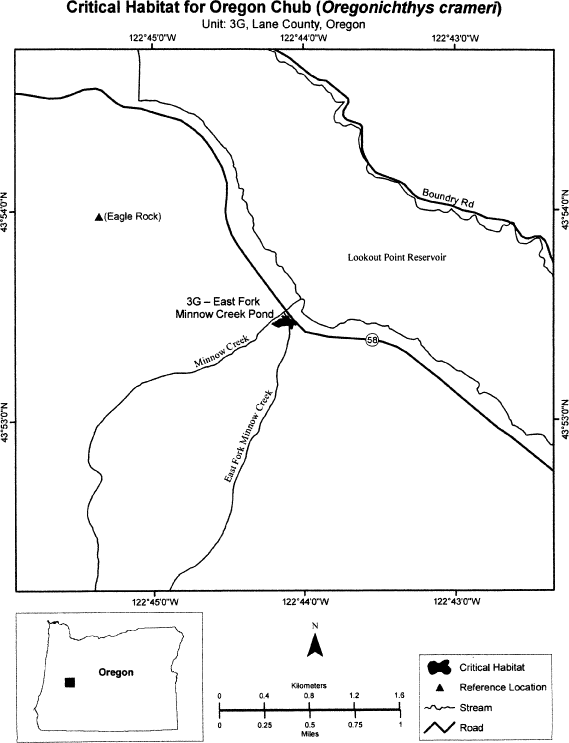 Critical Habitat for Oregon Chub (Oregonichthys crameri)
Unit: 3G, Lane County, Oregon
122°45'0"W 122°44'0"W 122°43'0"W
Boundry Rd
43°54'0"N 43°54'0"N
(Eagle Rock)
Lookout Point Reservoir
3G – East Fork
Minnow Creek Pond
58
Minnow Creek
East Fork Minnow Creek
43°53'0"N 43°53'0"N
122°45'0"W 122°44'0"W 122°43'0"W
N
Oregon
Kilometers
0 0.4 0.8 1.2 1.6
0 0.25 0.5 0.75 1
Miles
Critical Habitat
Reference Location
Stream
Road